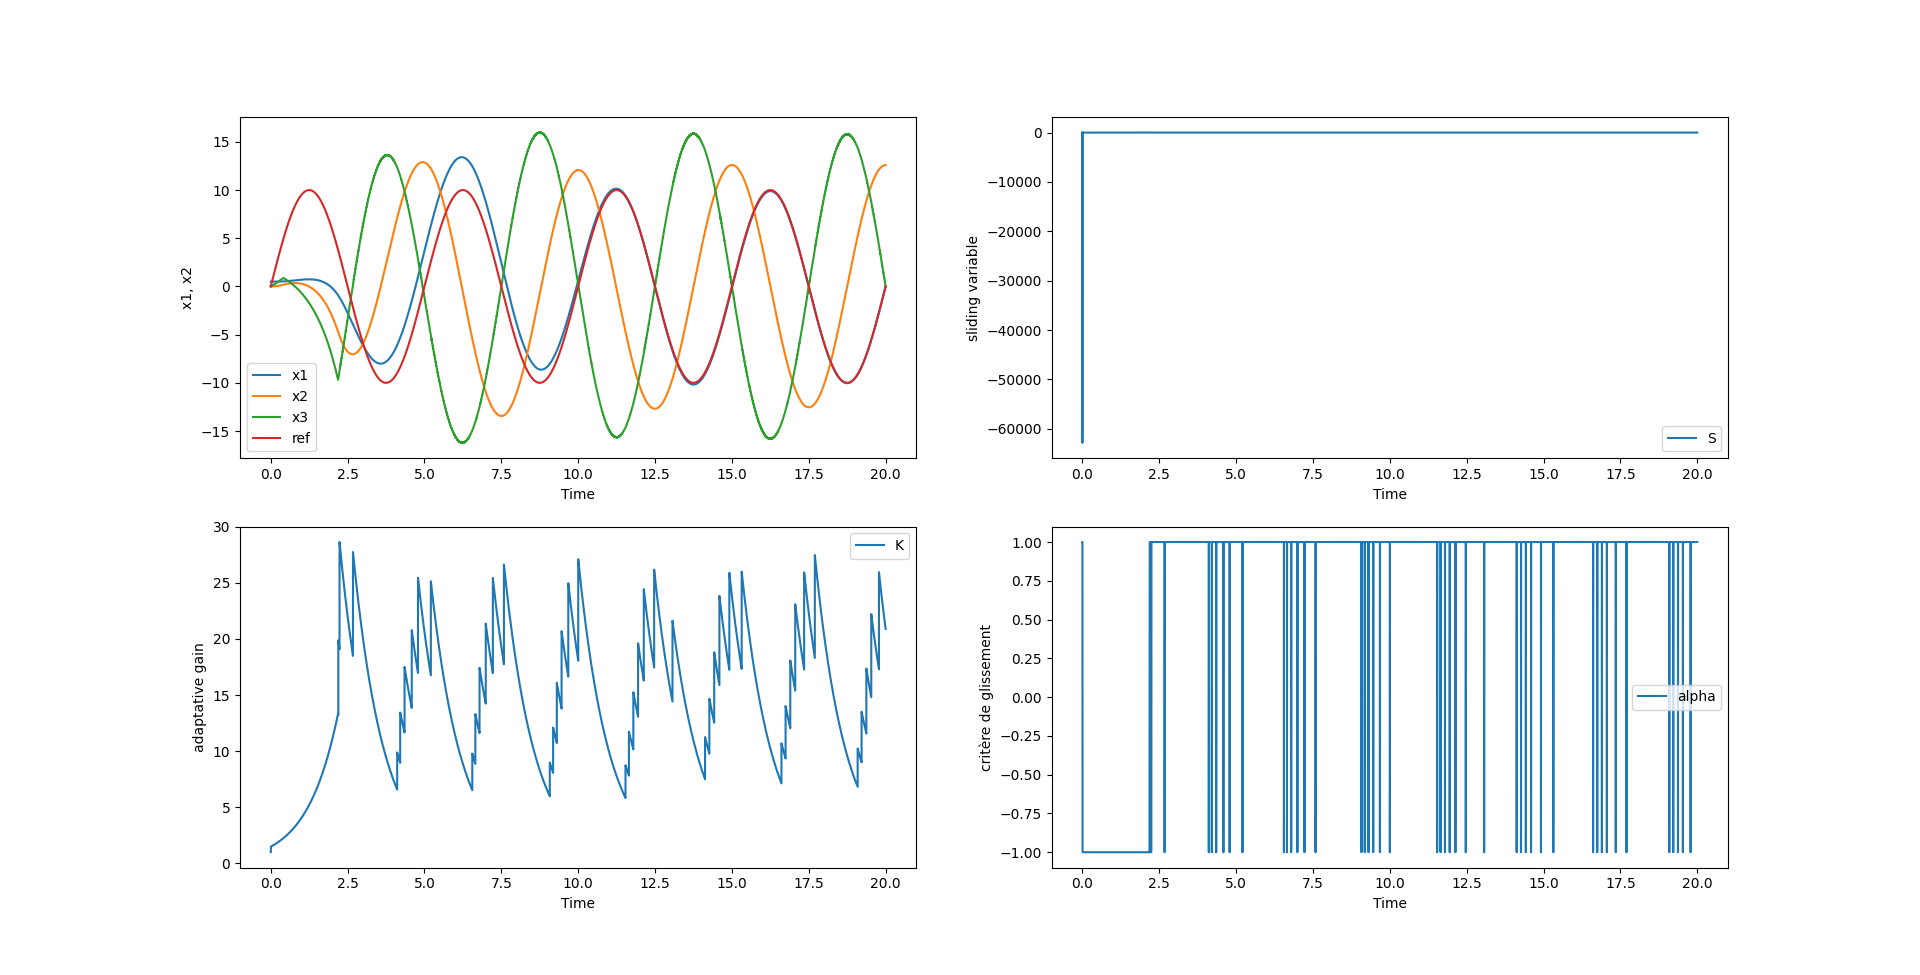 15
10
5
0
−5
−10
−15
x1, x2
x1
x2
x3
ref
0.0 2.5 5.0 7.5 10.0 12.5 15.0 17.5 20.0
Time
0
−10000
−20000
−30000
−40000
−50000
−60000
sliding variable
S
0.0 2.5 5.0 7.5 10.0 12.5 15.0 17.5 20.0
Time
30
25
20
15
10
5
0
adaptative gain
K
0.0 2.5 5.0 7.5 10.0 12.5 15.0 17.5 20.0
Time
1.00
0.75
0.50
0.25
0.00
−0.25
−0.50
−0.75
−1.00
critère de glissement
alpha
0.0 2.5 5.0 7.5 10.0 12.5 15.0 17.5 20.0
Time